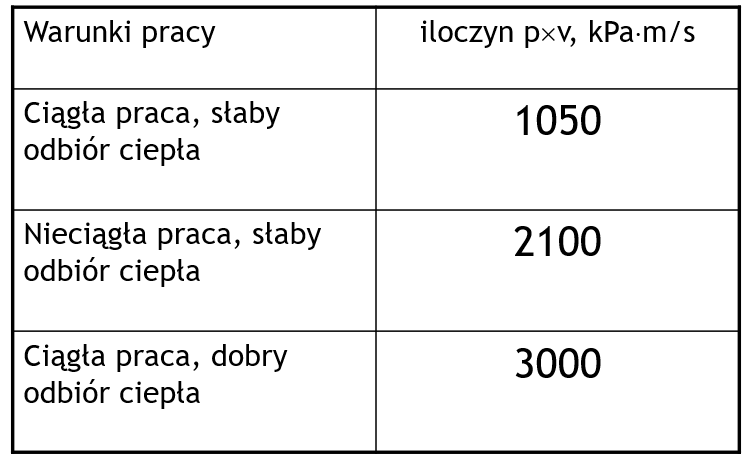 Warunki pracy
iloczyn p×v, kPa·m/s
Ciągła praca, słaby
odbiór ciepła
1050
Nieciągła praca, słaby
odbiór ciepła
2100
Ciągła praca, dobry
odbiór ciepła
3000